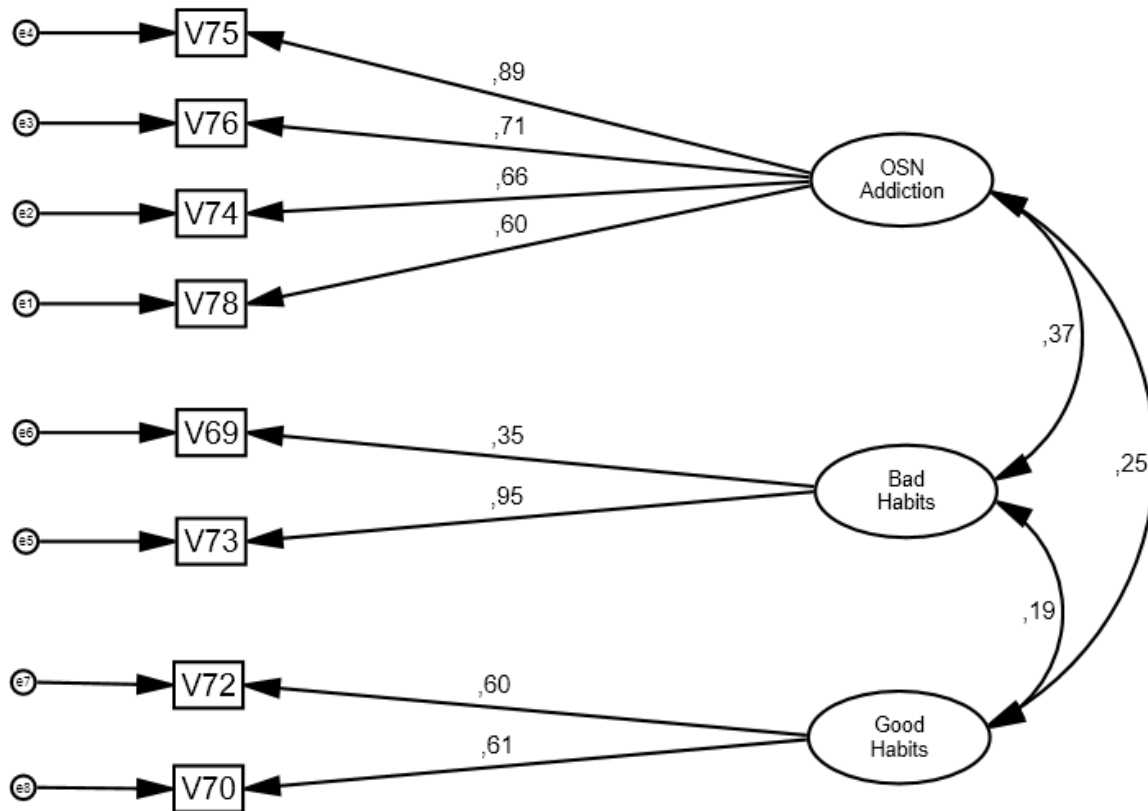 e4
V75
,89
e3
V76
,71
OSN
Addiction
e2
V74
,66
,60
e1
V78
,37
e6
V69
,35
Bad
Habits
,25
,95
e5
V73
,19
e7
V72
,60
Good
Habits
,61
e8
V70